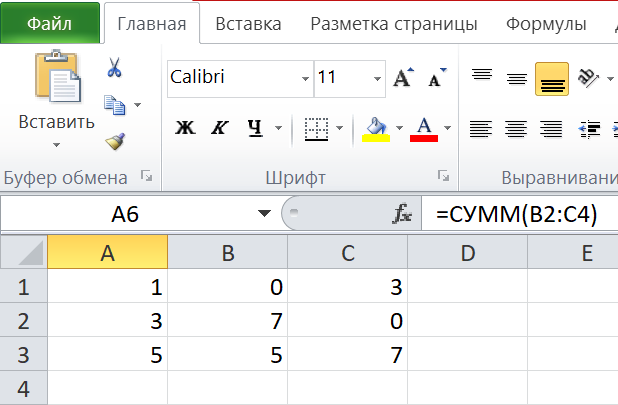 Файл Главная Вставка Разметка страницы Формулы
Вставить
Calibri 11
Ж К Ч А
Буфер обмена Шрифт Выравнивани
A6 fx =СУММ(B2:C4)
A B C D E
1 1 0 3
2 3 7 0
3 5 5 7
4